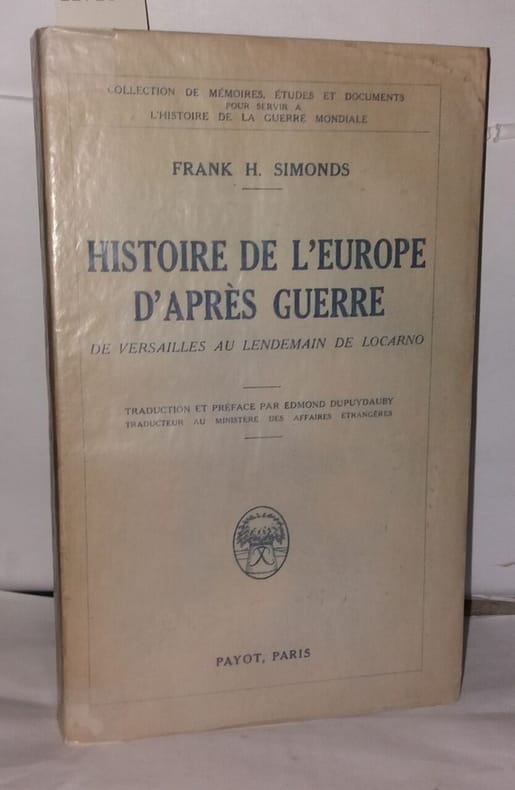 COLLECTION DE MÉMOIRES, ÉTUDES ET DOCUMENTS
POUR SERVIR A
L'HISTOIRE DE LA GUERRE MONDIALE
FRANK H. SIMONDS
HISTOIRE DE L'EUROPE
D'APRÈS GUERRE
DE VERSAILLES AU LENDEMAIN DE LOCARNO
TRADUCTION ET PRÉFACE PAR EDMOND DUPUYDAUBY
TRADUCTEUR AU MINISTÈRE DES AFFAIRES ÉTRANGÈRES
PAYOT, PARIS